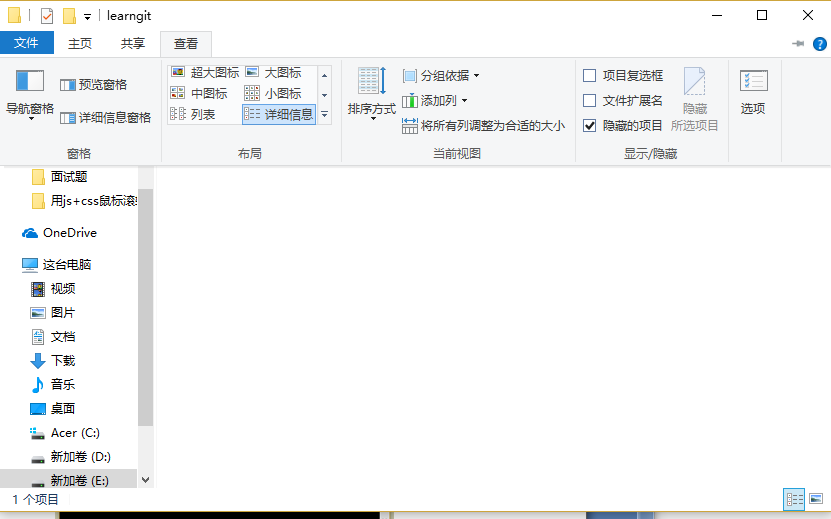 learngit
文件 主页 共享 查看
导航窗格
预览窗格
详细信息窗格
窗格
超大图标 大图标
中图标 小图标
列表 详细信息
布局
排序方式
分组依据
添加列
将所有列调整为合适的大小
当前视图
项目复选框
文件扩展名
隐藏的项目
隐藏
所选项目
显示/隐藏
选项
面试题
用js+css鼠标滚
OneDrive
这台电脑
视频
图片
文档
下载
音乐
桌面
Acer (C:)
新加卷 (D:)
新加卷 (E:)
1 个项目